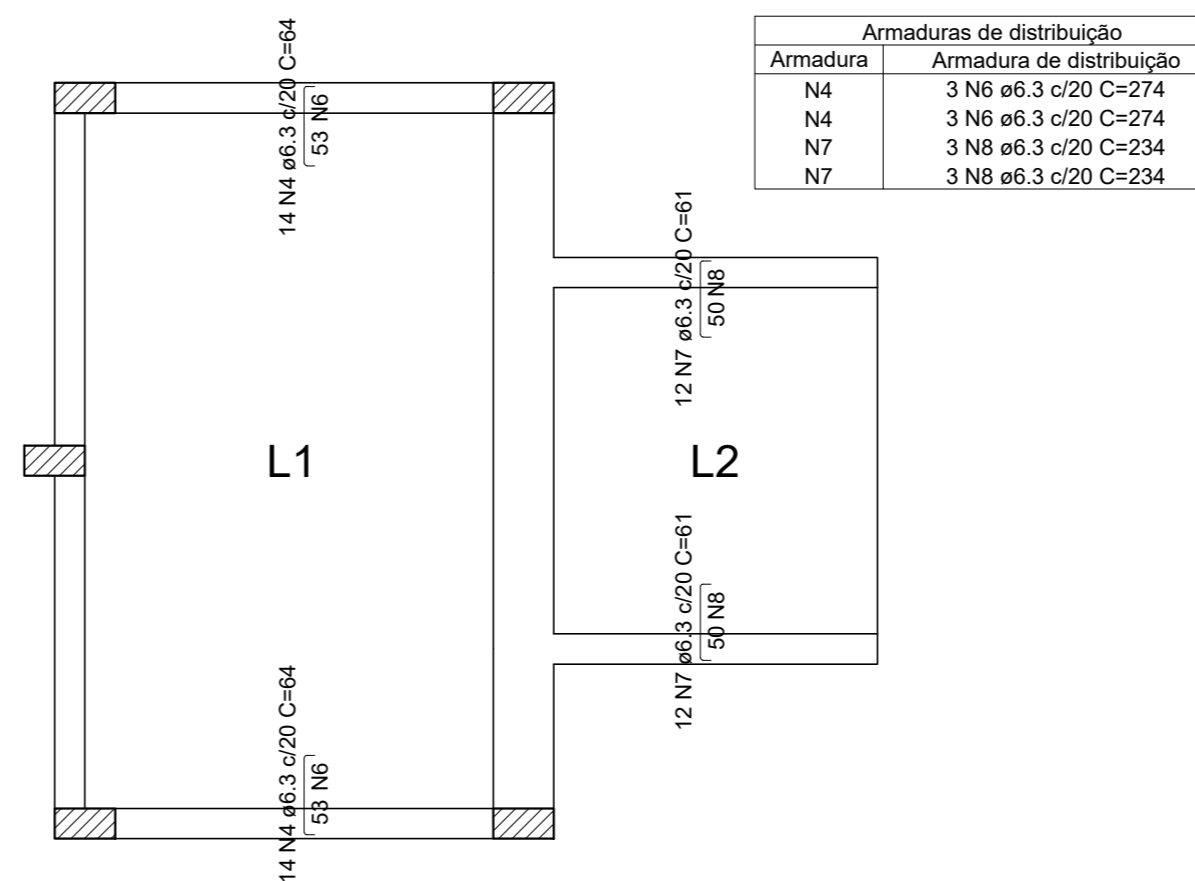 Armaduras de distribuição
Armadura Armadura de distribuição
N4 3 N6 ø6.3 c/20 C=274
N4 3 N6 ø6.3 c/20 C=274
N7 3 N8 ø6.3 c/20 C=234
N7 3 N8 ø6.3 c/20 C=234
14 N4 ø6.3 c/20 C=64
53 N6
12 N7 ø6.3 c/20 C=61
50 N8
L1
L2
12 N7 ø6.3 c/20 C=61
50 N8
14 N4 ø6.3 c/20 C=64
53 N6